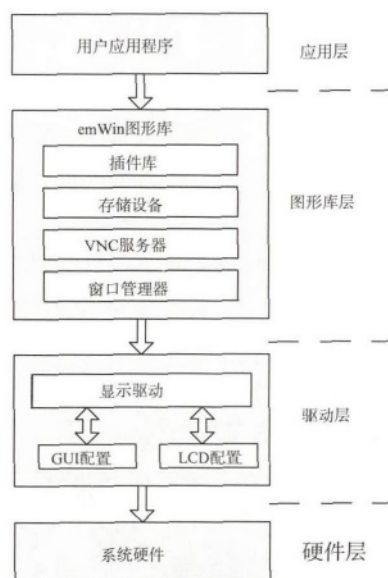 用户应用程序
应用层
emWin图形库
插件库
存储设备
图形库层
VNC服务器
窗口管理器
显示驱动
驱动层
GUI配置
LCD配置
系统硬件
硬件层